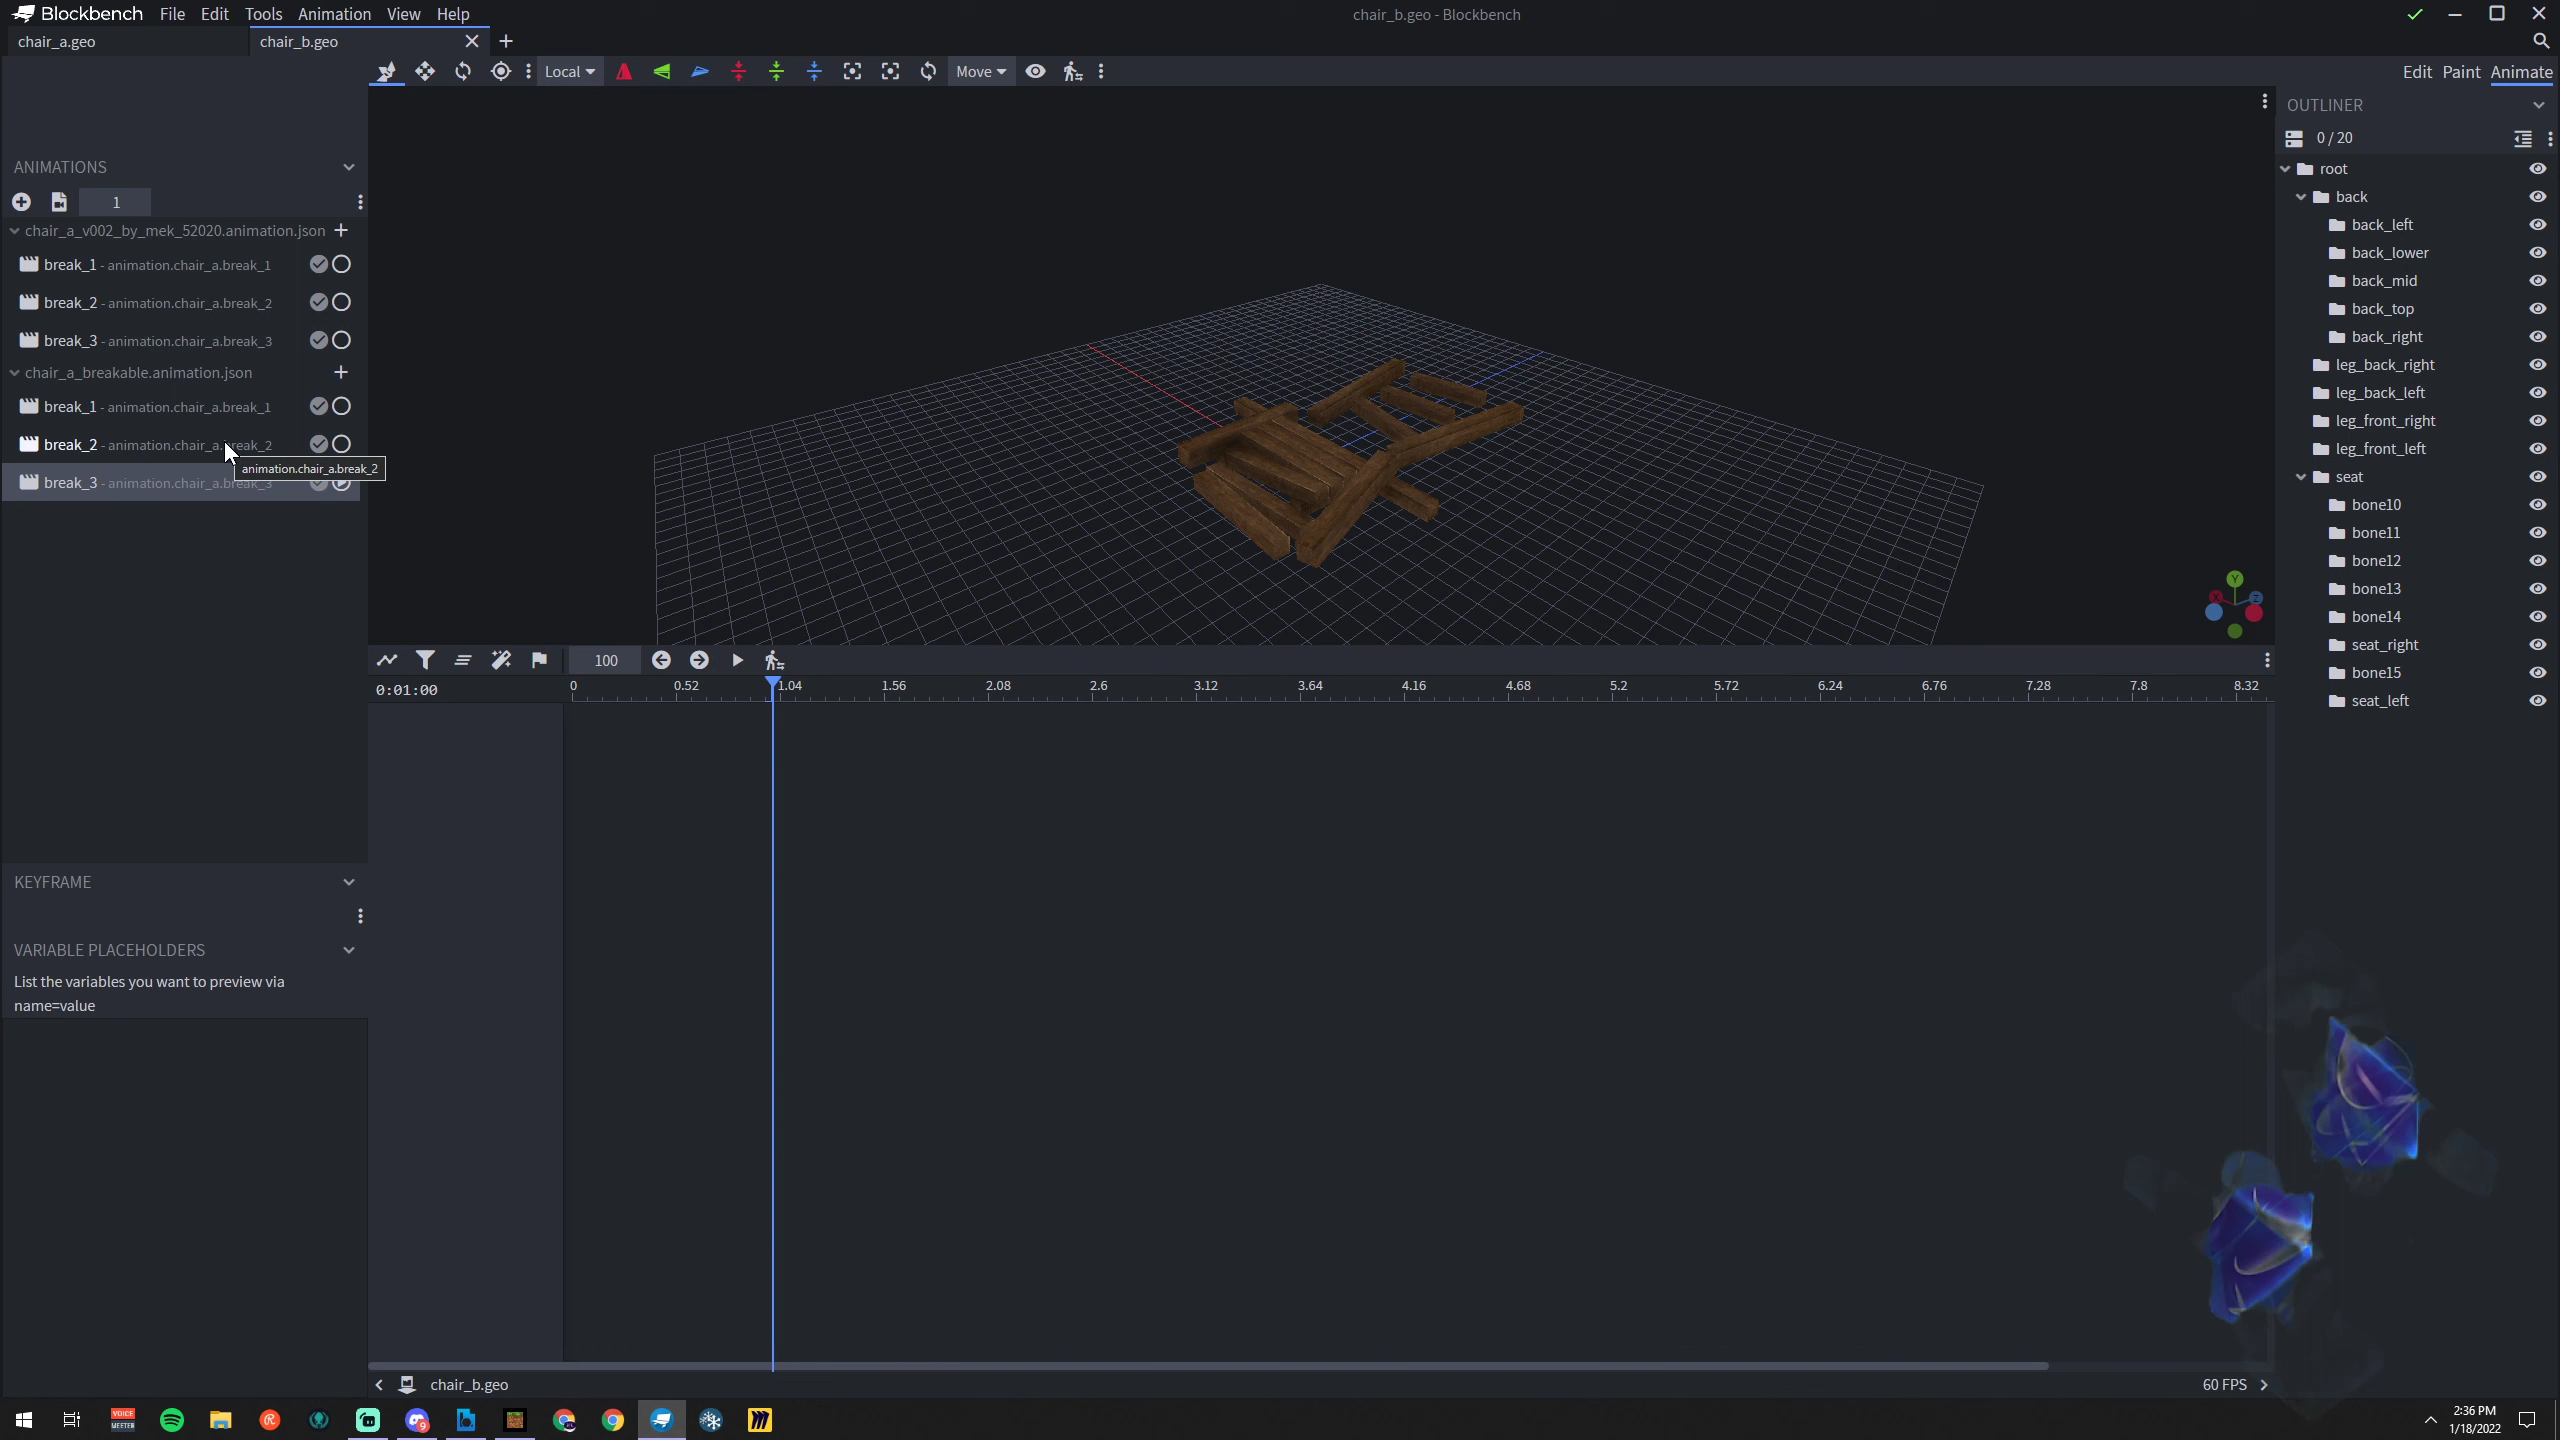 Blockbench File Edit Tools Animation View Help
chair_b.geo - Blockbench
chair_a.geo
chair_b.geo
Local
Move
Edit Paint Animate
ANIMATIONS
1
chair_a_v002_by_mek_52020.animation.json
break_1 - animation.chair_a.break_1
break_2 - animation.chair_a.break_2
break_3 - animation.chair_a.break_3
chair_a_breakable.animation.json
break_1 - animation.chair_a.break_1
break_2 - animation.chair_a.break_2
animation.chair_a.break_2
break_3 - animation.chair_a.break_3
KEYFRAME
VARIABLE PLACEHOLDERS
List the variables you want to preview via
name=value
Y
X
Z
100
0:01:00
0 0.52 1.04 1.56 2.08 2.6 3.12 3.64 4.16 4.68 5.2 5.72 6.24 6.76 7.28 7.8 8.32
chair_b.geo
60 FPS
OUTLINER
0 / 20
root
back
back_left
back_lower
back_mid
back_top
back_right
leg_back_right
leg_back_left
leg_front_right
leg_front_left
seat
bone10
bone11
bone12
bone13
bone14
seat_right
bone15
seat_left
VOICE
MEETER
9
2:36 PM
1/18/2022